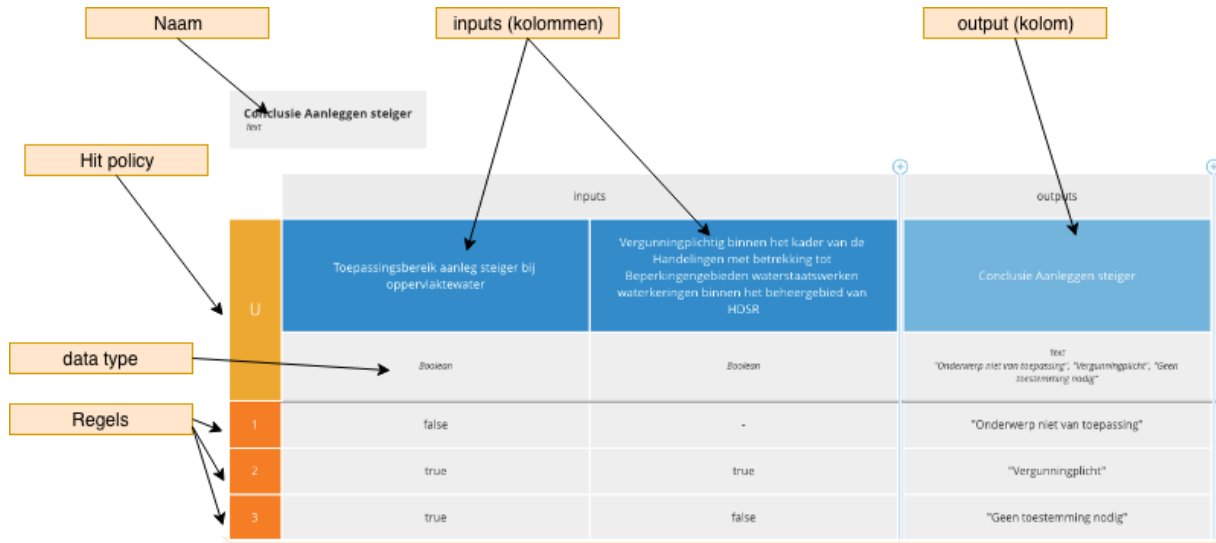 Naam
inputs (kolommen)
output (kolom)
Conclusie Aanleggen steiger
Text
Hit policy
inputs
outputs
U
Toepassingsbereik aanleg steiger bij
oppervlaktewater
Vergunningplichtig binnen het kader van de
Handelingen met betrekking tot
Beperkingengebieden waterstaatswerken
waterkeringen binnen het beheergebied van
HDSR
Conclusie Aanleggen steiger
data type
Boolean
Boolean
Text
"Onderwerp niet van toepassing", "Vergunningplicht", "Geen
toestemming nodig"
Regels
1
false
-
"Onderwerp niet van toepassing"
2
true
true
"Vergunningplicht"
3
true
false
"Geen toestemming nodig"